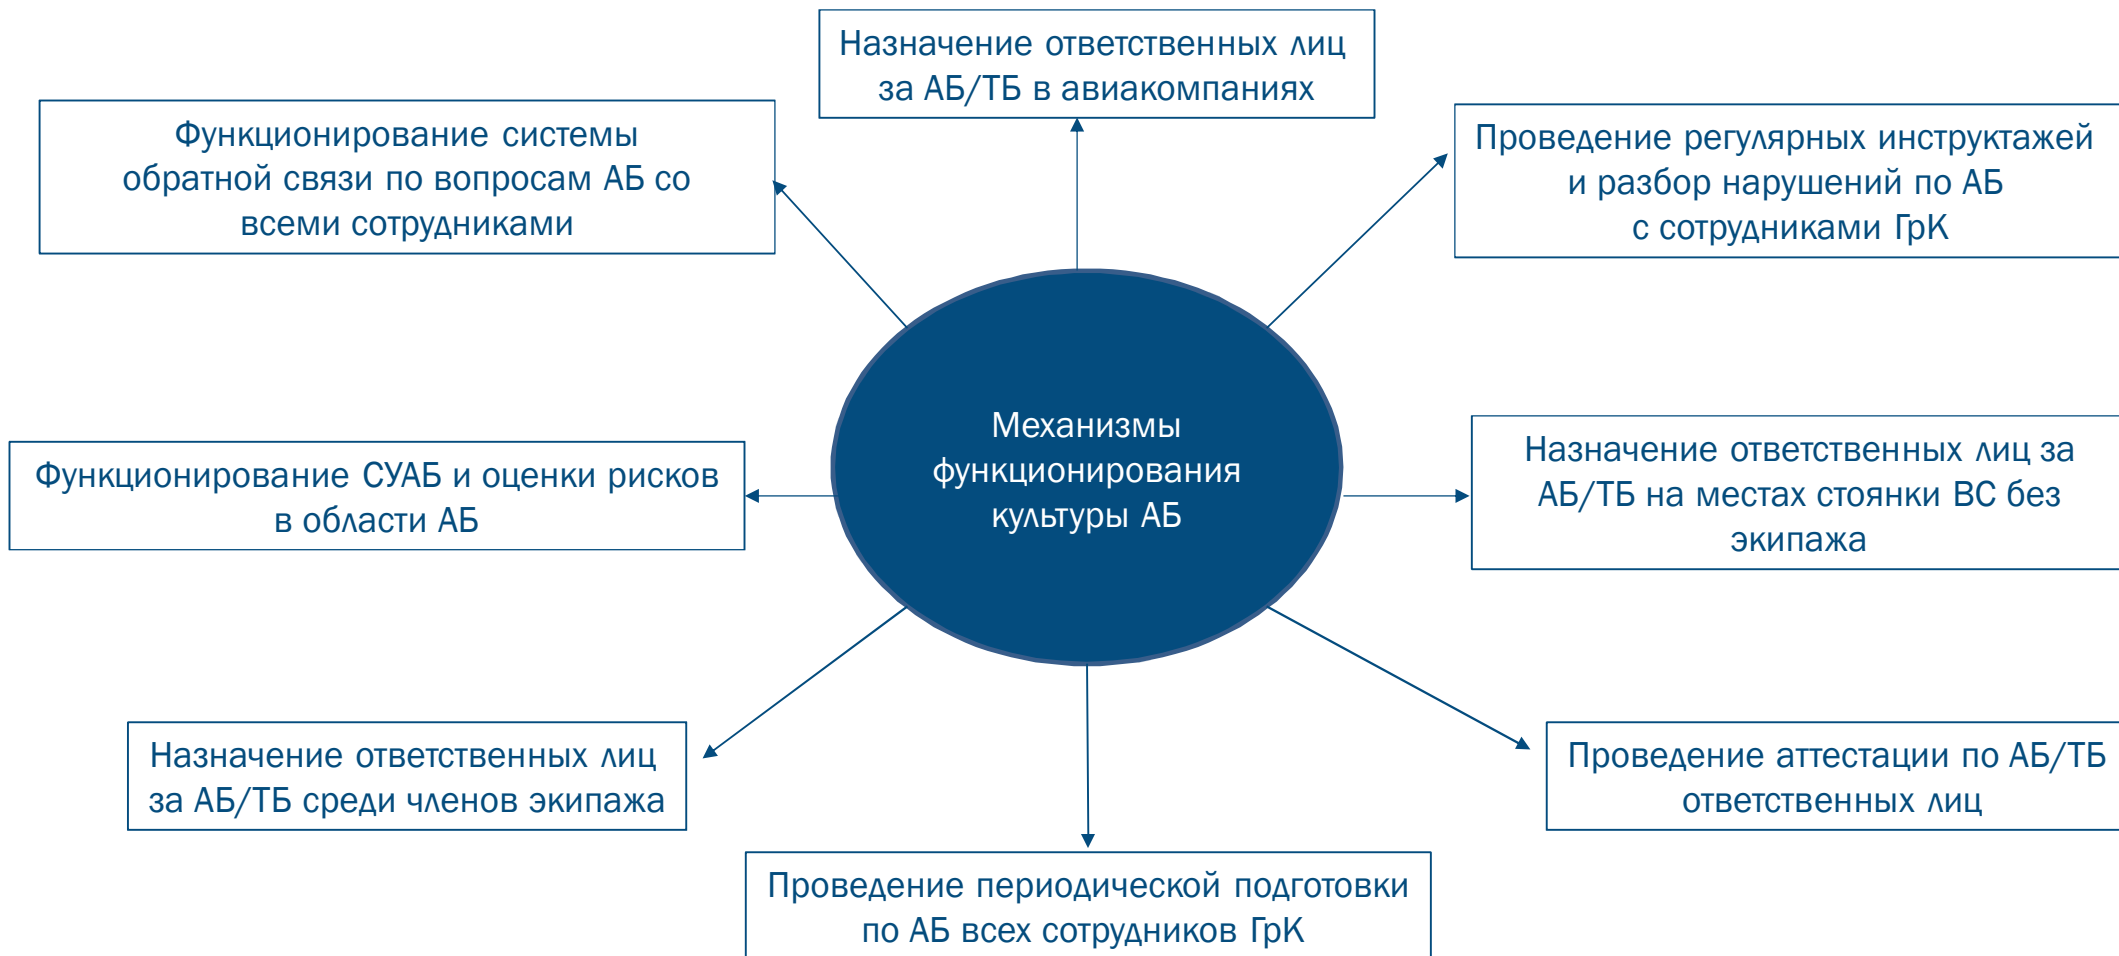 Назначение ответственных лиц
за АБ/ТБ в авиакомпаниях
Функционирование системы
обратной связи по вопросам АБ со
всеми сотрудниками
Проведение регулярных инструктажей
и разбор нарушений по АБ
с сотрудниками ГрК
Механизмы
функционирования
культуры АБ
Функционирование СУАБ и оценки рисков
в области АБ
Назначение ответственных лиц за
АБ/ТБ на местах стоянки ВС без
экипажа
Назначение ответственных лиц
за АБ/ТБ среди членов экипажа
Проведение аттестации по АБ/ТБ
ответственных лиц
Проведение периодической подготовки
по АБ всех сотрудников ГрК